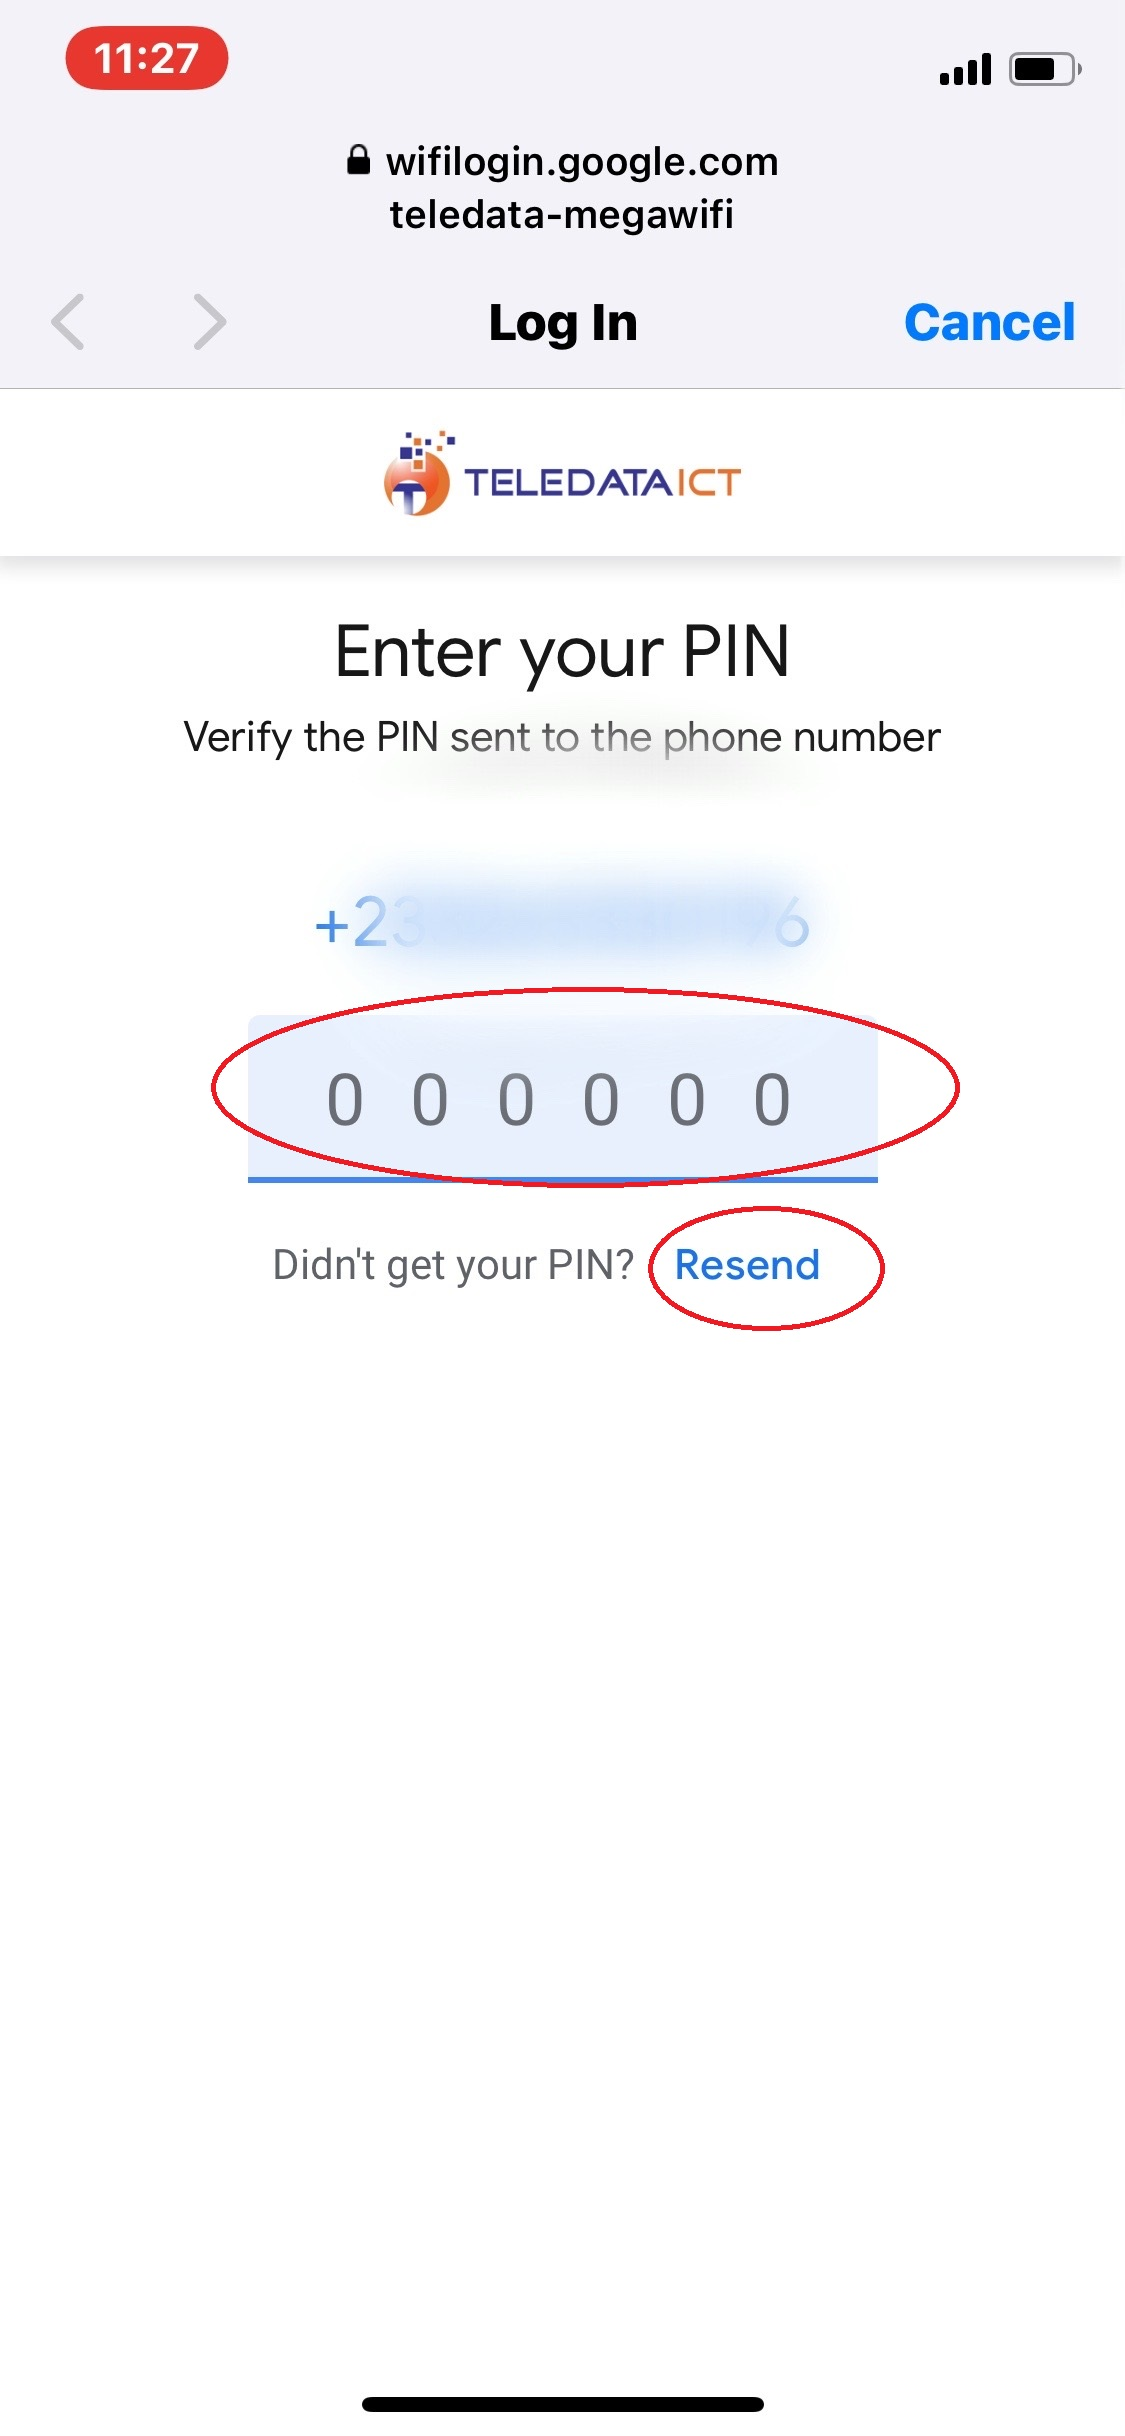 11:27
wifilogin.google.com
teledata-megawifi
Log In
Cancel
TELEDATAICT
Enter your PIN
Verify the PIN sent to the phone number
0 0 0 0 0 0
Didn't get your PIN? Resend